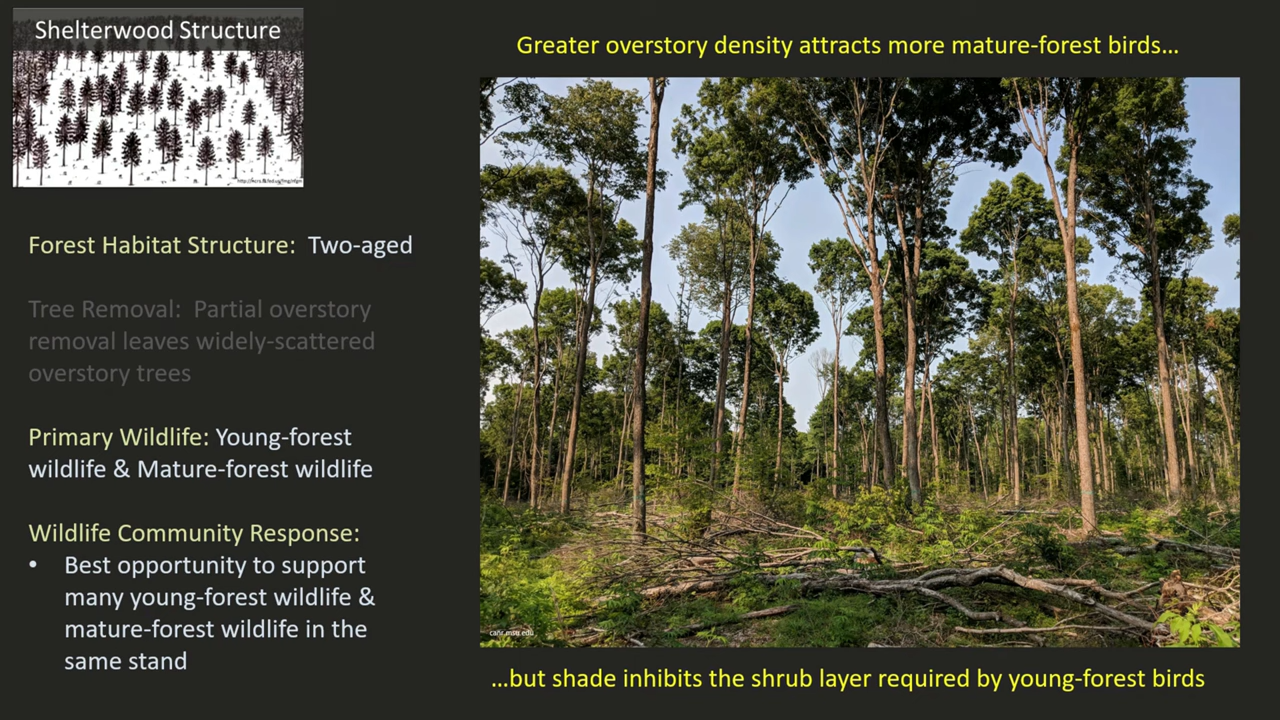 Shelterwood Structure
Greater overstory density attracts more mature-forest birds…
Forest Habitat Structure:  Two-aged
Tree Removal:  Partial overstory
removal leaves widely-scattered
overstory trees
Primary Wildlife: Young-forest
wildlife & Mature-forest wildlife
Wildlife Community Response:
• Best opportunity to support
many young-forest wildlife &
mature-forest wildlife in the
same stand
canr.msu.edu
…but shade inhibits the shrub layer required by young-forest birds